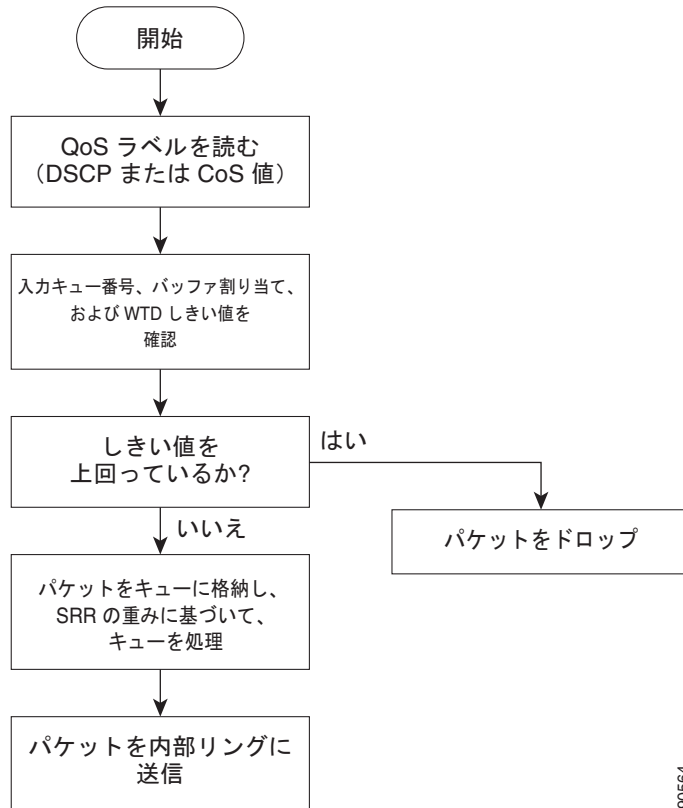 開始
QoS ラベルを読む
（DSCP または CoS 値）
入力キュー番号、バッファ割り当て、
および WTD しきい値を
確認
しきい値を
上回っているか?
はい
いいえ
パケットをドロップ
パケットをキューに格納し、
SRR の重みに基づいて、
キューを処理
パケットを内部リングに
送信